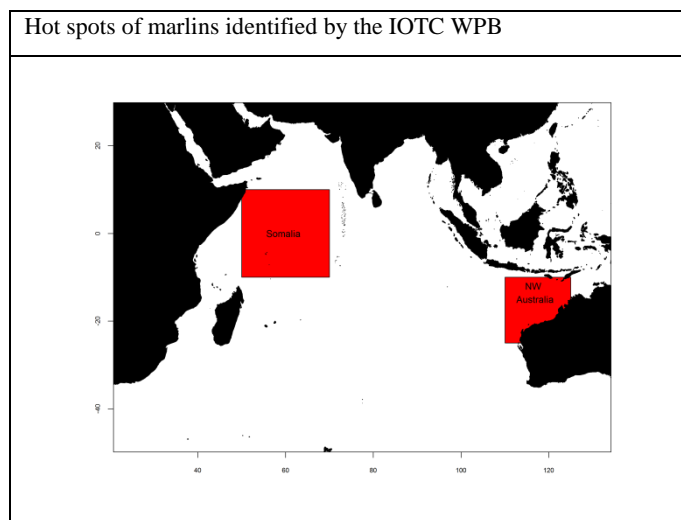 Hot spots of marlins identified by the IOTC WPB
20
0
-20
-40
Somalia
NW
Australia
40
60
80
100
120